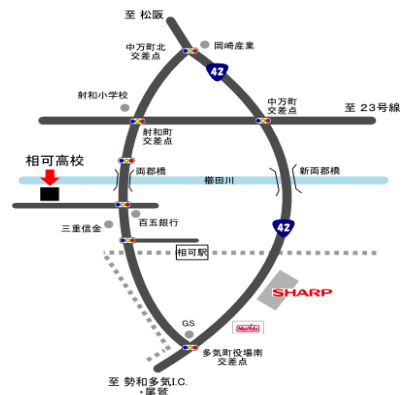 至 松阪
中万町北
交差点
岡崎産業
42
射和小学校
中万町
交差点
至 23号線
射和町
交差点
相可高校
両郡橋
櫛田川
新両郡橋
百五銀行
三重信金
42
相可駅
SHARP
GS
MaxValu
多気町役場南
交差点
至 勢和多気I.C.
・尾鷲